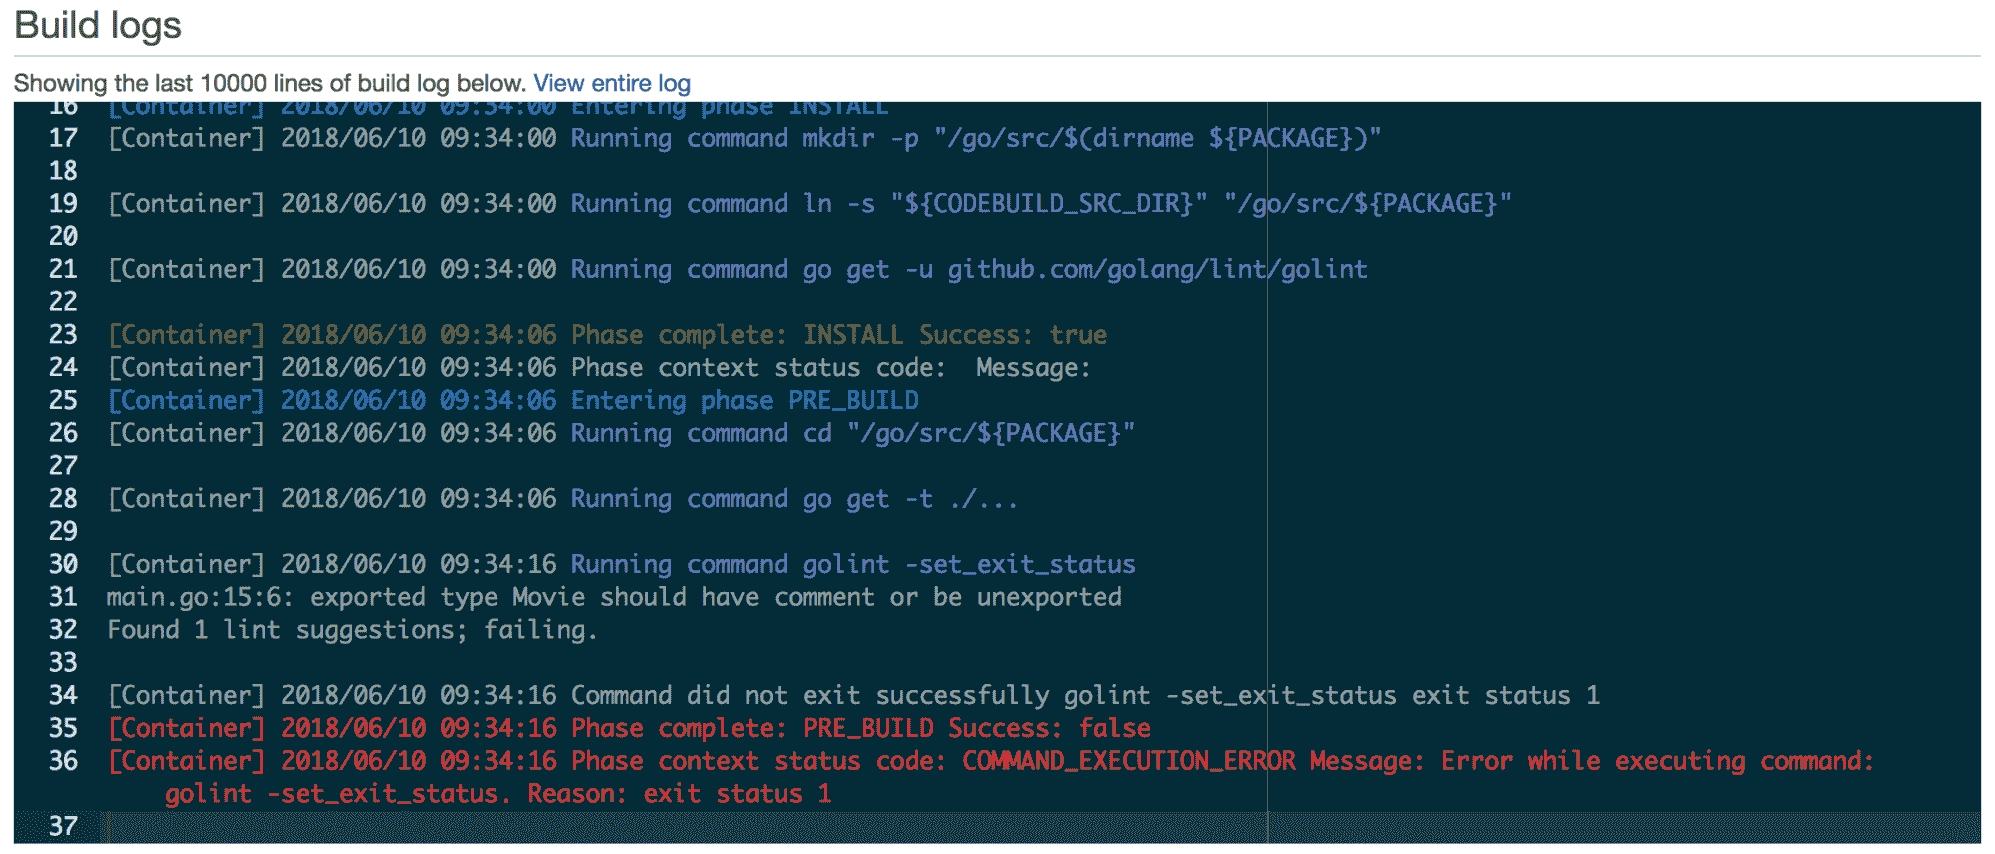 Build logs
Showing the last 10000 lines of build log below. View entire log
16 [Container] 2018/06/10 09:34:00 Entering phase INSTALL
17 [Container] 2018/06/10 09:34:00 Running command mkdir -p "/go/src/$(dirname ${PACKAGE})"
18
19 [Container] 2018/06/10 09:34:00 Running command ln -s "${CODEBUILD_SRC_DIR}" "/go/src/${PACKAGE}"
20
21 [Container] 2018/06/10 09:34:00 Running command go get -u github.com/golang/lint/golint
22
23 [Container] 2018/06/10 09:34:06 Phase complete: INSTALL Success: true
24 [Container] 2018/06/10 09:34:06 Phase context status code:  Message:
25 [Container] 2018/06/10 09:34:06 Entering phase PRE_BUILD
26 [Container] 2018/06/10 09:34:06 Running command cd "/go/src/${PACKAGE}"
27
28 [Container] 2018/06/10 09:34:06 Running command go get -t ./...
29
30 [Container] 2018/06/10 09:34:16 Running command golint -set_exit_status
31 main.go:15:6: exported type Movie should have comment or be unexported
32 Found 1 lint suggestions; failing.
33
34 [Container] 2018/06/10 09:34:16 Command did not exit successfully golint -set_exit_status exit status 1
35 [Container] 2018/06/10 09:34:16 Phase complete: PRE_BUILD Success: false
36 [Container] 2018/06/10 09:34:16 Phase context status code: COMMAND_EXECUTION_ERROR Message: Error while executing command:
golint -set_exit_status. Reason: exit status 1
37